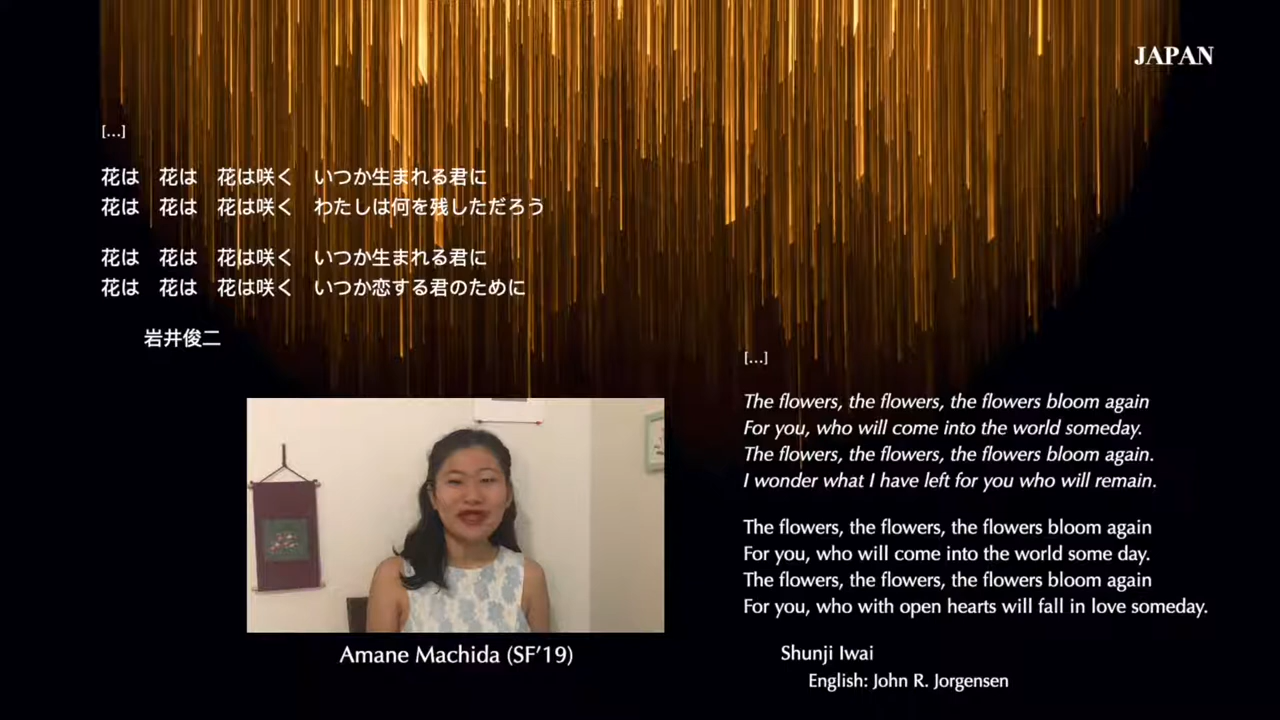 JAPAN
[...]
花は　花は　花は咲く　いつか生まれる君に
花は　花は　花は咲く　わたしは何を残しただろう
花は　花は　花は咲く　いつか生まれる君に
花は　花は　花は咲く　いつか恋する君のために
岩井俊二
Amane Machida (SF’19)
[...]
The flowers, the flowers, the flowers bloom again
For you, who will come into the world someday.
The flowers, the flowers, the flowers bloom again.
I wonder what I have left for you who will remain.
The flowers, the flowers, the flowers bloom again
For you, who will come into the world some day.
The flowers, the flowers, the flowers bloom again
For you, who with open hearts will fall in love someday.
Shunji Iwai
English: John R. Jorgensen